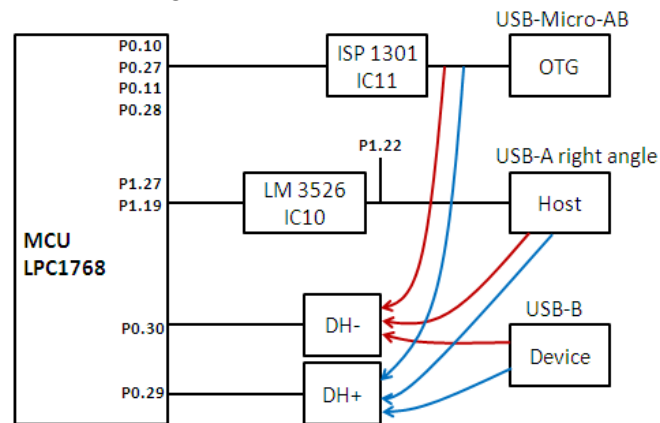 USB-Micro-AB
P0.10
P0.27
P0.11
P0.28
ISP 1301
IC11
OTG
P1.22
USB-A right angle
P1.27
P1.19
LM 3526
IC10
Host
MCU
LPC1768
USB-B
P0.30
DH-
Device
P0.29
DH+